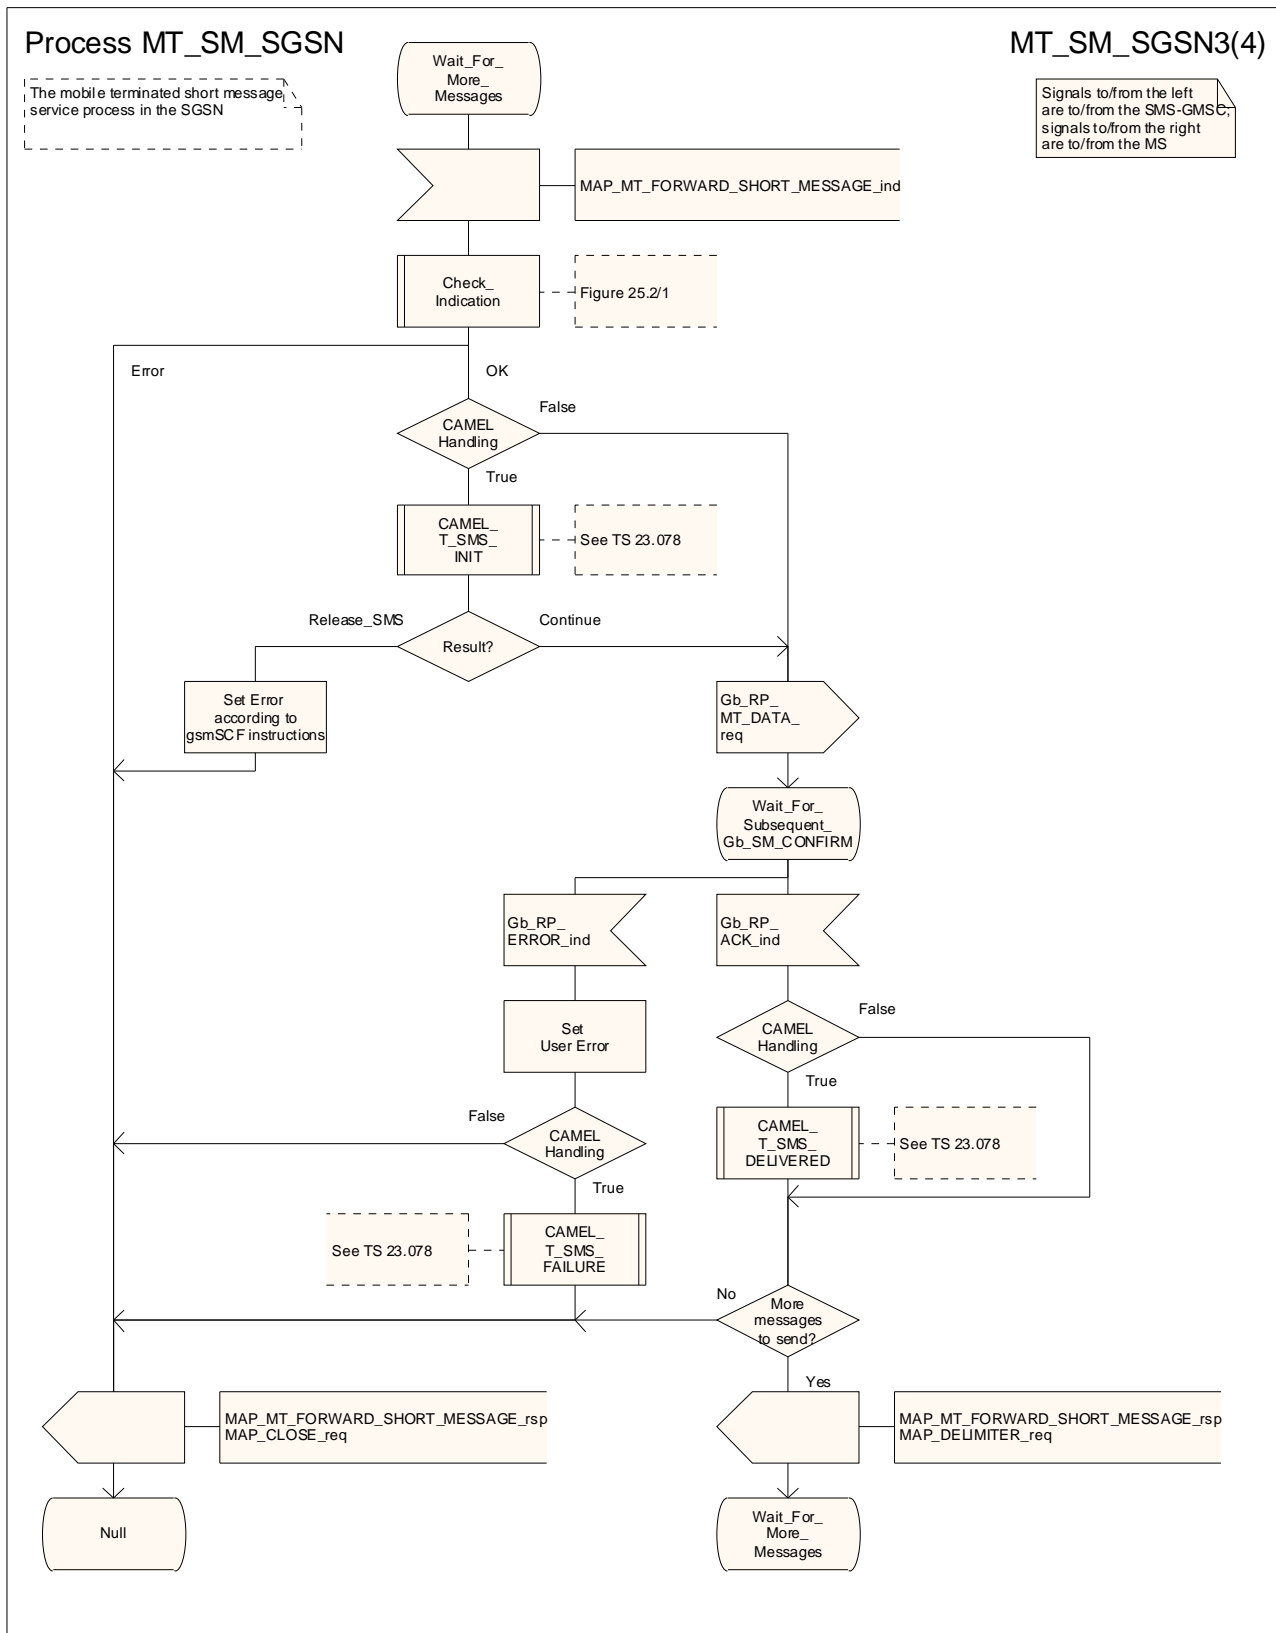 Process MT_SM_SGSN
MT_SM_SGSN3(4)
The mobile terminated short message
service process in the SGSN
Signals to/from the left
are to/from the SMS-GMSC;
signals to/from the right
are to/from the MS
Wait_For_
More_
Messages
MAP_MT_FORWARD_SHORT_MESSAGE_ind
Check_
Indication
Figure 25.2/1
Error
OK
CAMEL
Handling
False
True
CAMEL_
T_SMS_
INIT
See TS 23.078
Release_SMS
Result?
Continue
Set Error
according to
gsmSCF instructions
Gb_RP_
MT_DATA_
req
Wait_For_
Subsequent_
Gb_SM_CONFIRM
Gb_RP_
ERROR_ind
Gb_RP_
ACK_ind
Set
User Error
CAMEL
Handling
False
True
False
CAMEL
Handling
True
CAMEL_
T_SMS_
DELIVERED
See TS 23.078
See TS 23.078
CAMEL_
T_SMS_
FAILURE
No
More
messages
to send?
Yes
MAP_MT_FORWARD_SHORT_MESSAGE_rsp
MAP_CLOSE_req
MAP_MT_FORWARD_SHORT_MESSAGE_rsp
MAP_DELIMITER_req
Null
Wait_For_
More_
Messages